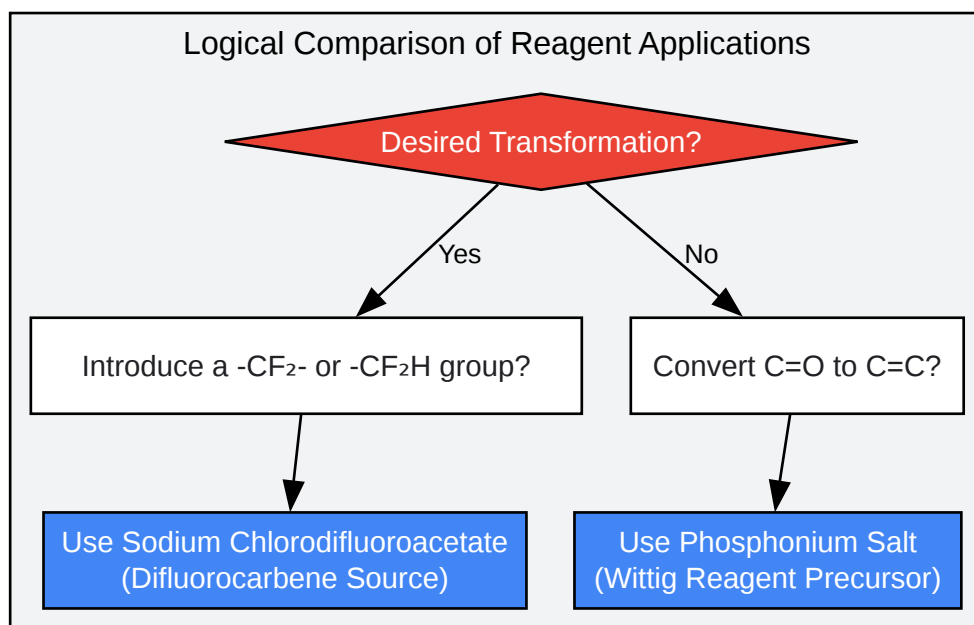 Logical Comparison of Reagent Applications
Desired Transformation?
Yes
No
Introduce a -CF₂- or -CF₂H group?
Convert C=O to C=C?
Use Sodium Chlorodifluoroacetate
(Difluorocarbene Source)
Use Phosphonium Salt
(Wittig Reagent Precursor)